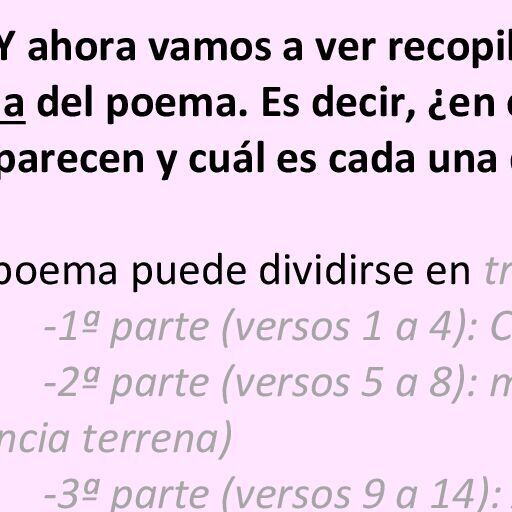 Y ahora vamos a ver recopil
a del poema. Es decir, ¿en
parecen y cuál es cada una
poema puede dividirse en tr
-1ª parte (versos 1 a 4): C
-2ª parte (versos 5 a 8): m
ncia terrena)
-3ª parte (versos 9 a 14):